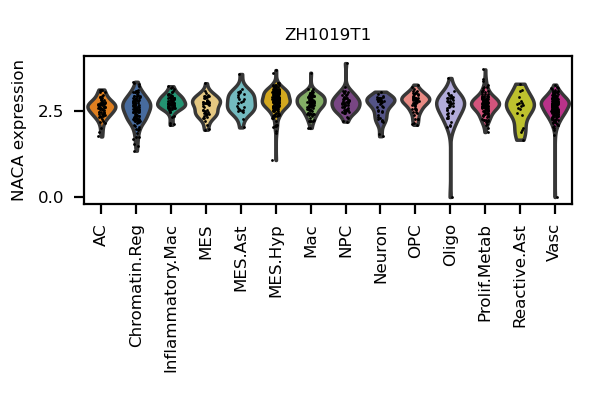 ZH1019T1
NACA expression
2.5
0.0
AC
Chromatin.Reg
Inflammatory.Mac
MES
MES.Ast
MES.Hyp
Mac
NPC
Neuron
OPC
Oligo
Prolif.Metab
Reactive.Ast
Vasc